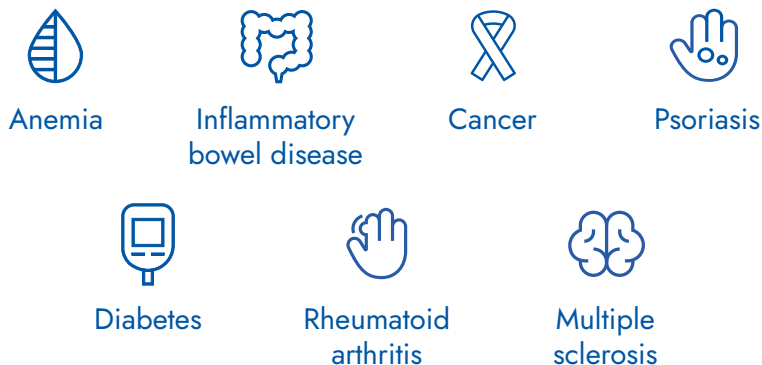 Anemia
Inflammatory
bowel disease
Cancer
Psoriasis
Diabetes
Rheumatoid
arthritis
Multiple
sclerosis